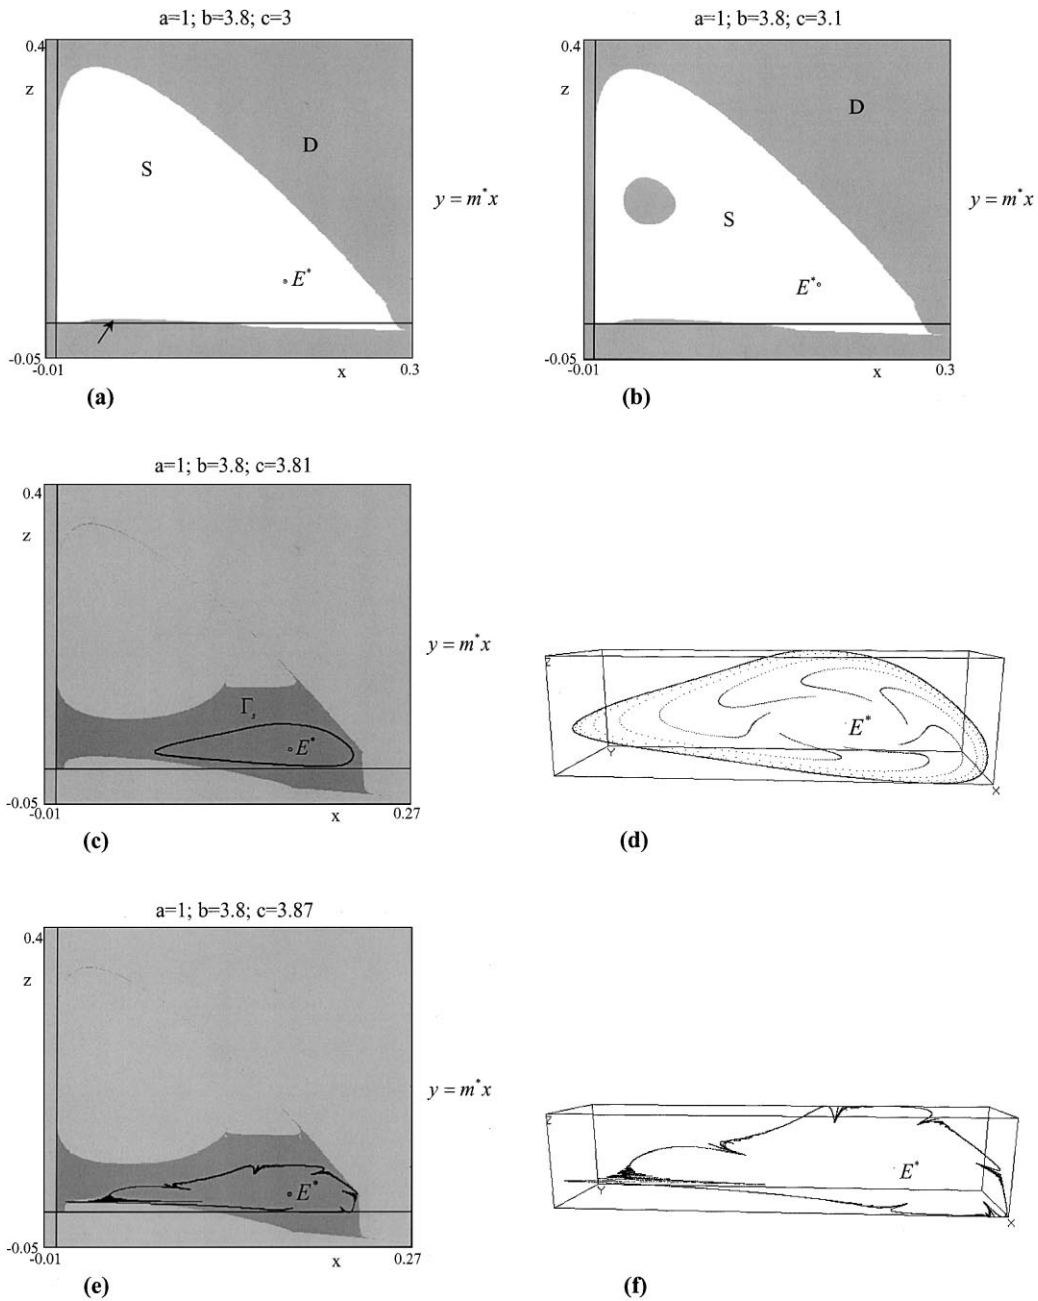 a=1; b=3.8; c=3
0.4
z
S
D
E*
-0.05
-0.01
x
0.3
y = m*x
(a)
a=1; b=3.8; c=3.1
0.4
z
D
S
E*
-0.05
-0.01
x
0.3
y = m*x
(b)
a=1; b=3.8; c=3.81
0.4
z
Γs
E*
-0.05
-0.01
x
0.27
y = m*x
(c)
Z
E*
Y
X
(d)
a=1; b=3.8; c=3.87
0.4
z
E*
-0.05
-0.01
x
0.27
y = m*x
(e)
Z
E*
Y
X
(f)